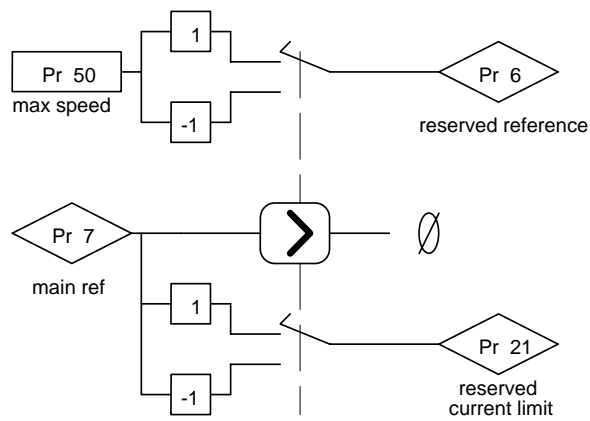 1
Pr 50
Pr 6
max speed
-1
reserved reference
>
Pr 7
Ø
main ref
1
Pr 21
-1
reserved
current limit